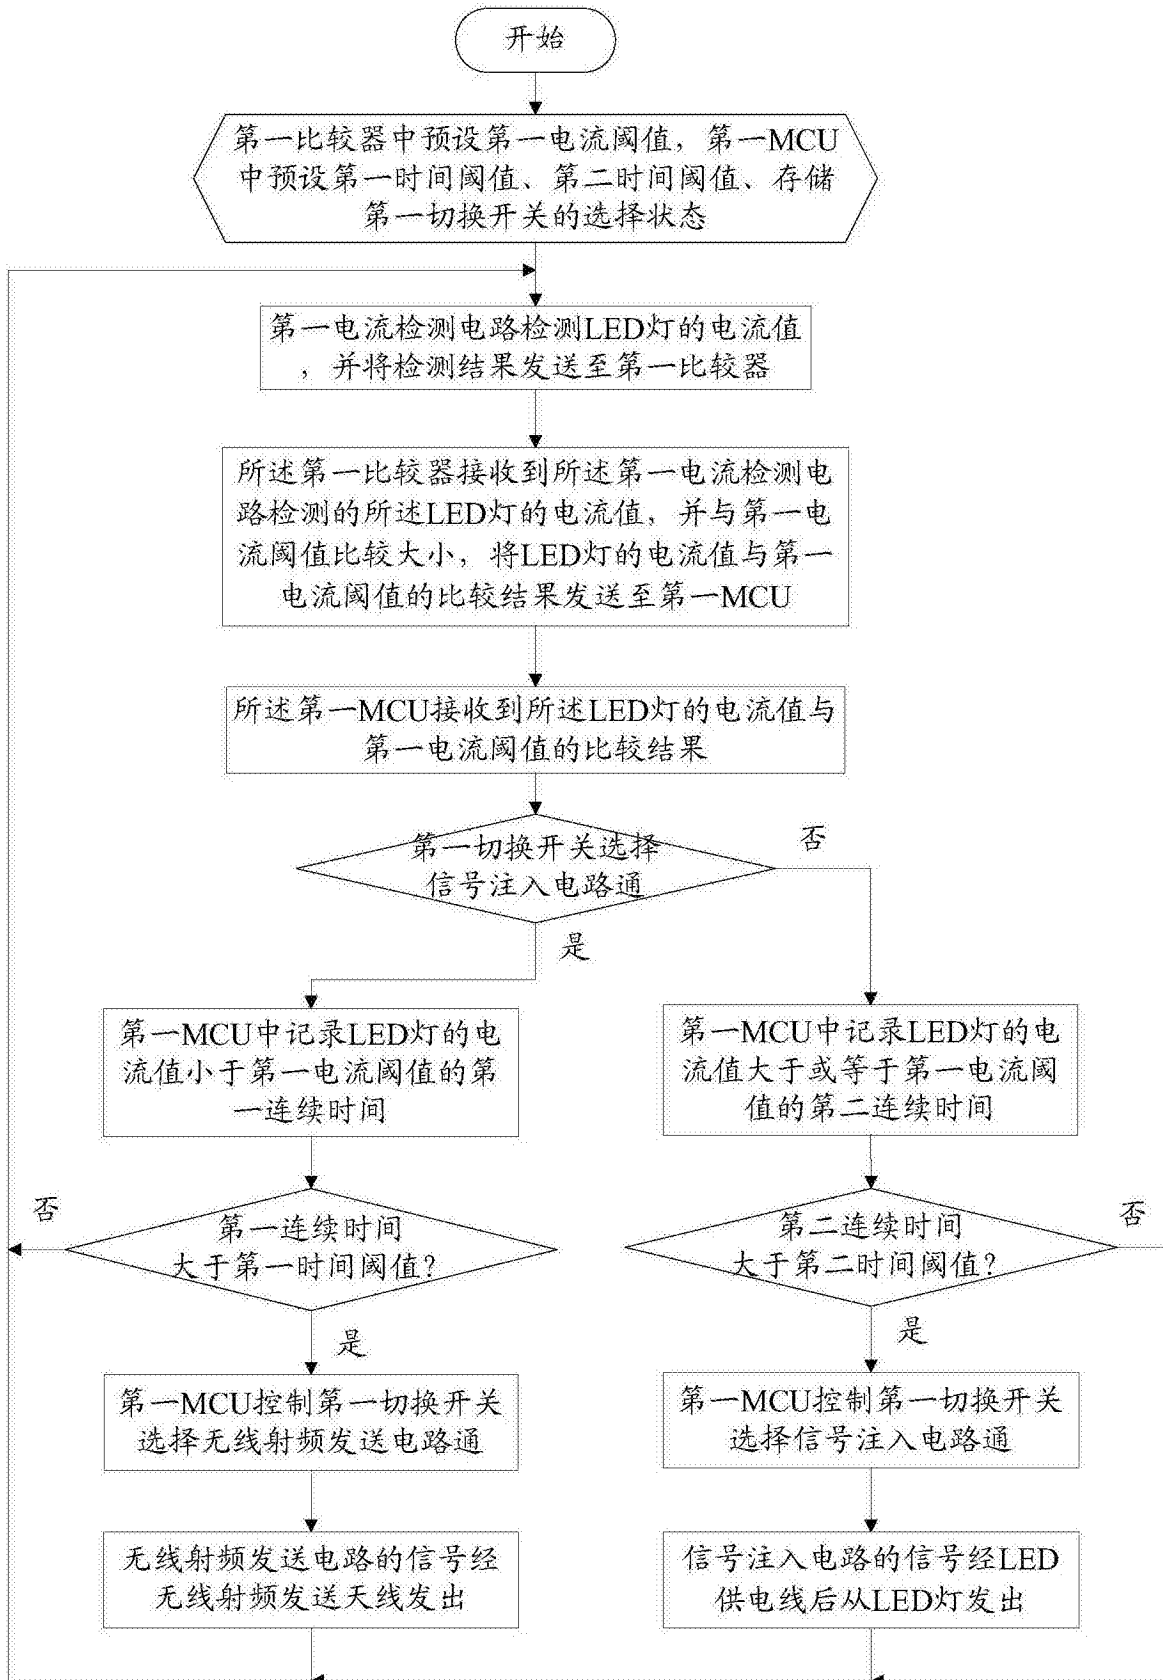 开始
第一比较器中预设第一电流阈值，第一MCU
中预设第一时间阈值、第二时间阈值、存储
第一切换开关的选择状态
第一电流检测电路检测LED灯的电流值
，并将检测结果发送至第一比较器
所述第一比较器接收到所述第一电流检测电
路检测的所述LED灯的电流值，并与第一电
流阈值比较大小，将LED灯的电流值与第一
电流阈值的比较结果发送至第一MCU
所述第一MCU接收到所述LED灯的电流值与
第一电流阈值的比较结果
第一切换开关选择
信号注入电路通
否
是
第一MCU中记录LED灯的电
流值小于第一电流阈值的第
一连续时间
第一MCU中记录LED灯的电
流值大于或等于第一电流阈
值的第二连续时间
否
第一连续时间
大于第一时间阈值？
第二连续时间
大于第二时间阈值？
否
是
是
第一MCU控制第一切换开关
选择无线射频发送电路通
第一MCU控制第一切换开关
选择信号注入电路通
无线射频发送电路的信号经
无线射频发送天线发出
信号注入电路的信号经LED
供电线后从LED灯发出